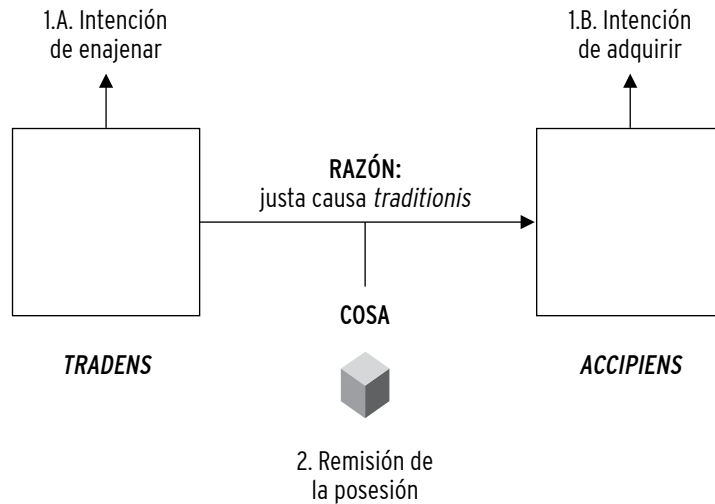 1.A. Intención
de enajenar
1.B. Intención
de adquirir
RAZÓN:
justa causa traditionis
COSA
TRADENS
ACCIPIENS
2. Remisión de
la posesión